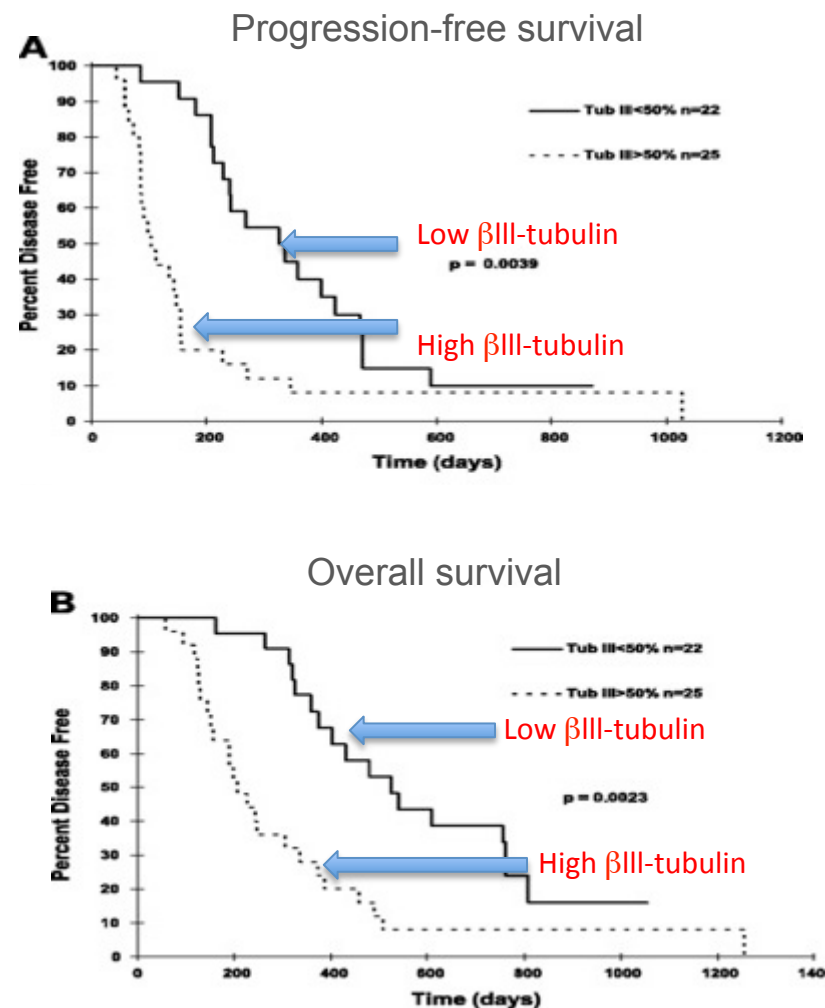 Progression-free survival
A
100
90
80
70
60
50
40
30
20
10
0
Percent Disease Free
Tub III<50% n=22
Tub III>50% n=25
Low βIII-tubulin
p = 0.0039
High βIII-tubulin
0 200 400 600 800 1000 1200
Time (days)
Overall survival
B
100
90
80
70
60
50
40
30
20
10
0
Percent Disease Free
Tub III<50% n=22
Tub III>50% n=25
Low βIII-tubulin
p = 0.0023
High βIII-tubulin
0 200 400 600 800 1000 1200 140
Time (days)